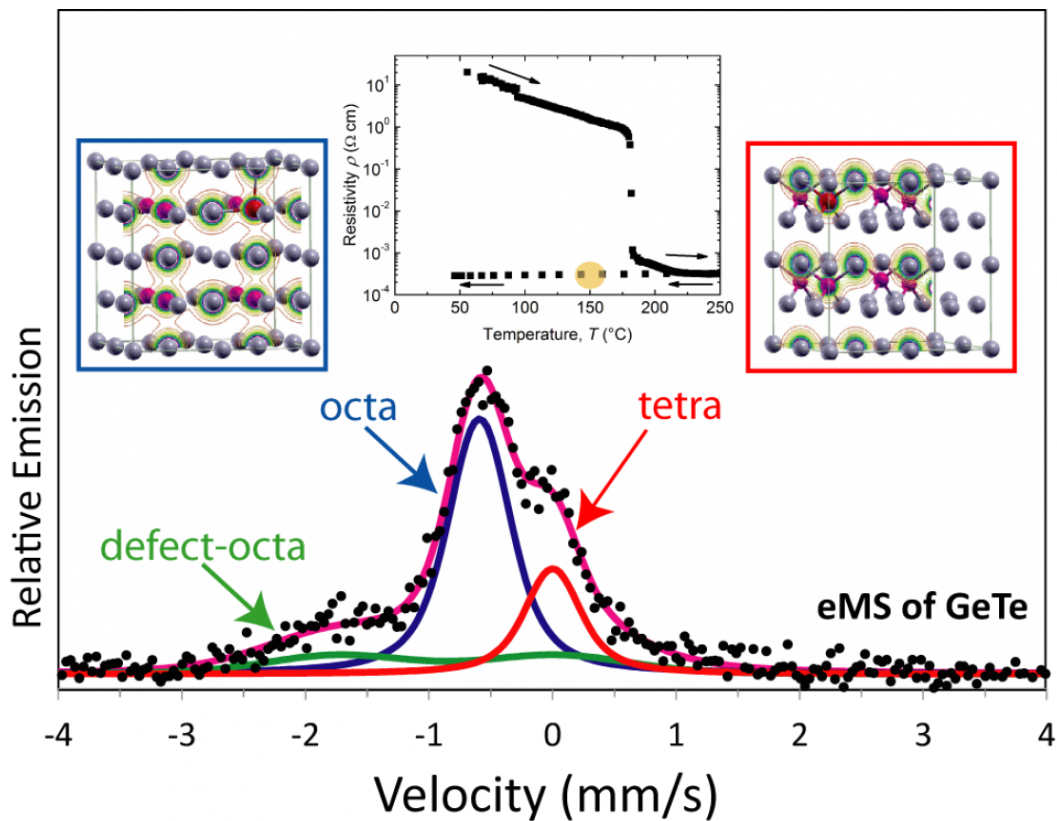 10¹
10⁰
10⁻¹
10⁻²
10⁻³
10⁻⁴
Resistivity ρ (Ω cm)
0 50 100 150 200 250
Temperature, T (°C)
octa
tetra
defect-octa
eMS of GeTe
Relative Emission
-4 -3 -2 -1 0 1 2 3 4
Velocity (mm/s)